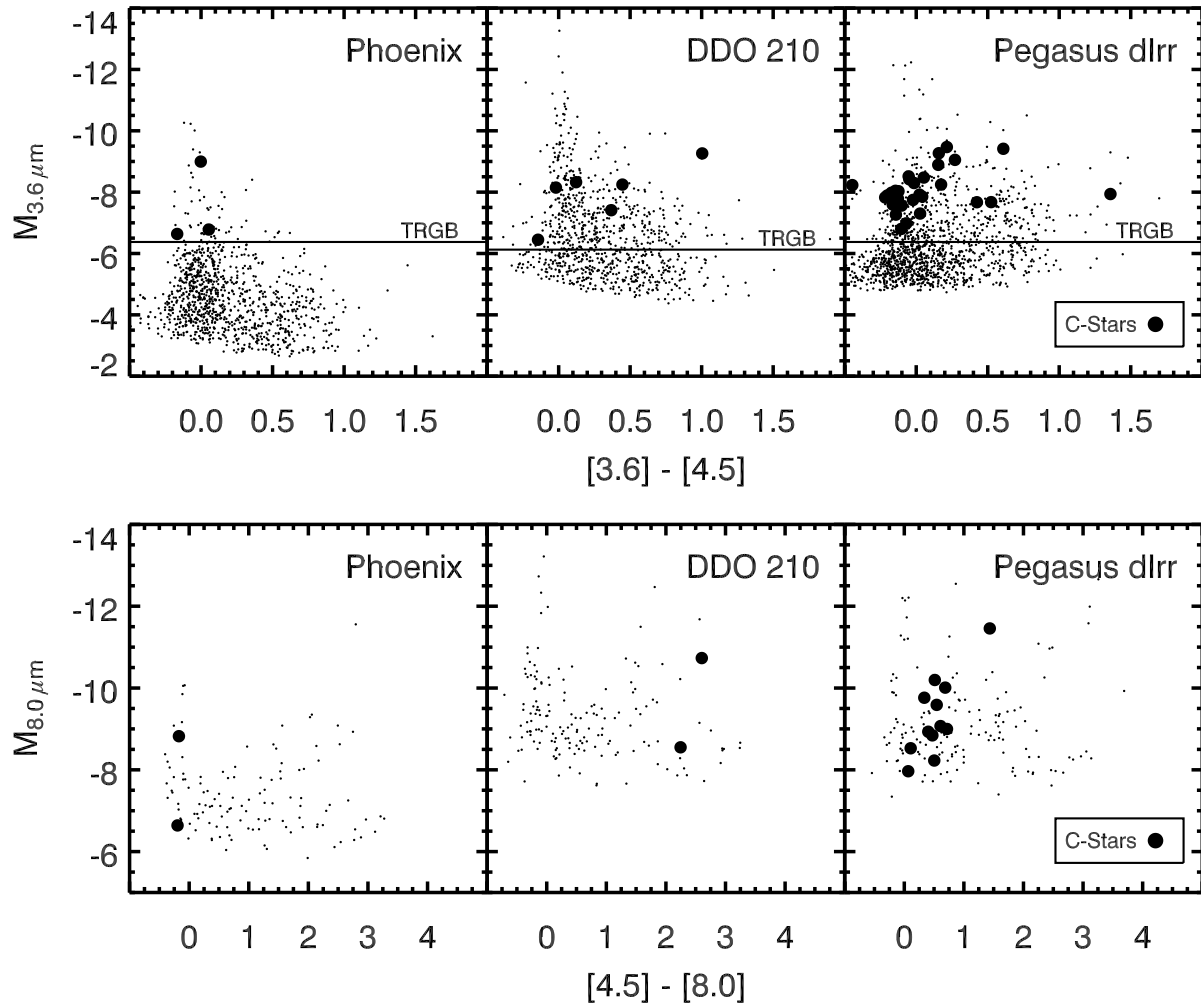 -14
-12
-10
-8
-6
-4
-2
M3.6 μm
Phoenix
DDO 210
Pegasus dIrr
TRGB
TRGB
TRGB
C-Stars
0.0 0.5 1.0 1.5
0.0 0.5 1.0 1.5
0.0 0.5 1.0 1.5
[3.6] - [4.5]
-14
-12
-10
-8
-6
M8.0 μm
Phoenix
DDO 210
Pegasus dIrr
C-Stars
0 1 2 3 4
0 1 2 3 4
0 1 2 3 4
[4.5] - [8.0]